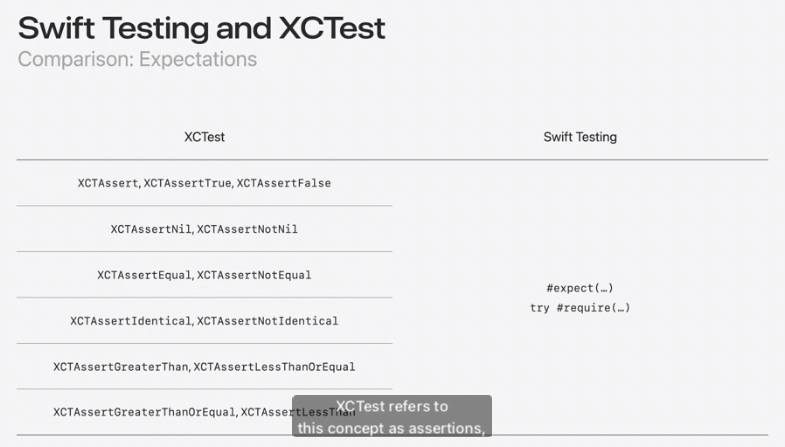 Swift Testing and XCTest
Comparison: Expectations
XCTest
Swift Testing
XCTAssert, XCTAssertTrue, XCTAssertFalse
XCTAssertNil, XCTAssertNotNil
XCTAssertEqual, XCTAssertNotEqual
XCTAssertIdentical, XCTAssertNotIdentical
XCTAssertGreaterThan, XCTAssertLessThanOrEqual
XCTAssertGreaterThanOrEqual, XCTAssertLessThan
#expect(…)
try #require(…)
XCTest refers to
this concept as assertions,